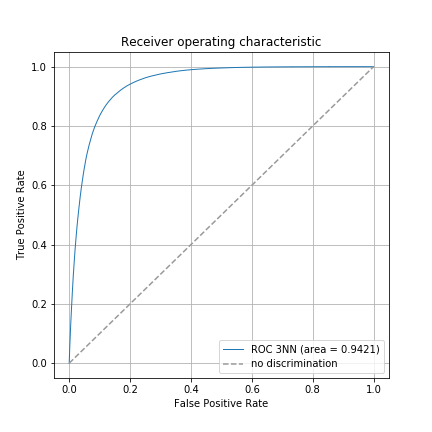 Receiver operating characteristic
True Positive Rate
1.0
0.8
0.6
0.4
0.2
0.0
ROC 3NN (area = 0.9421)
no discrimination
0.0 0.2 0.4 0.6 0.8 1.0
False Positive Rate